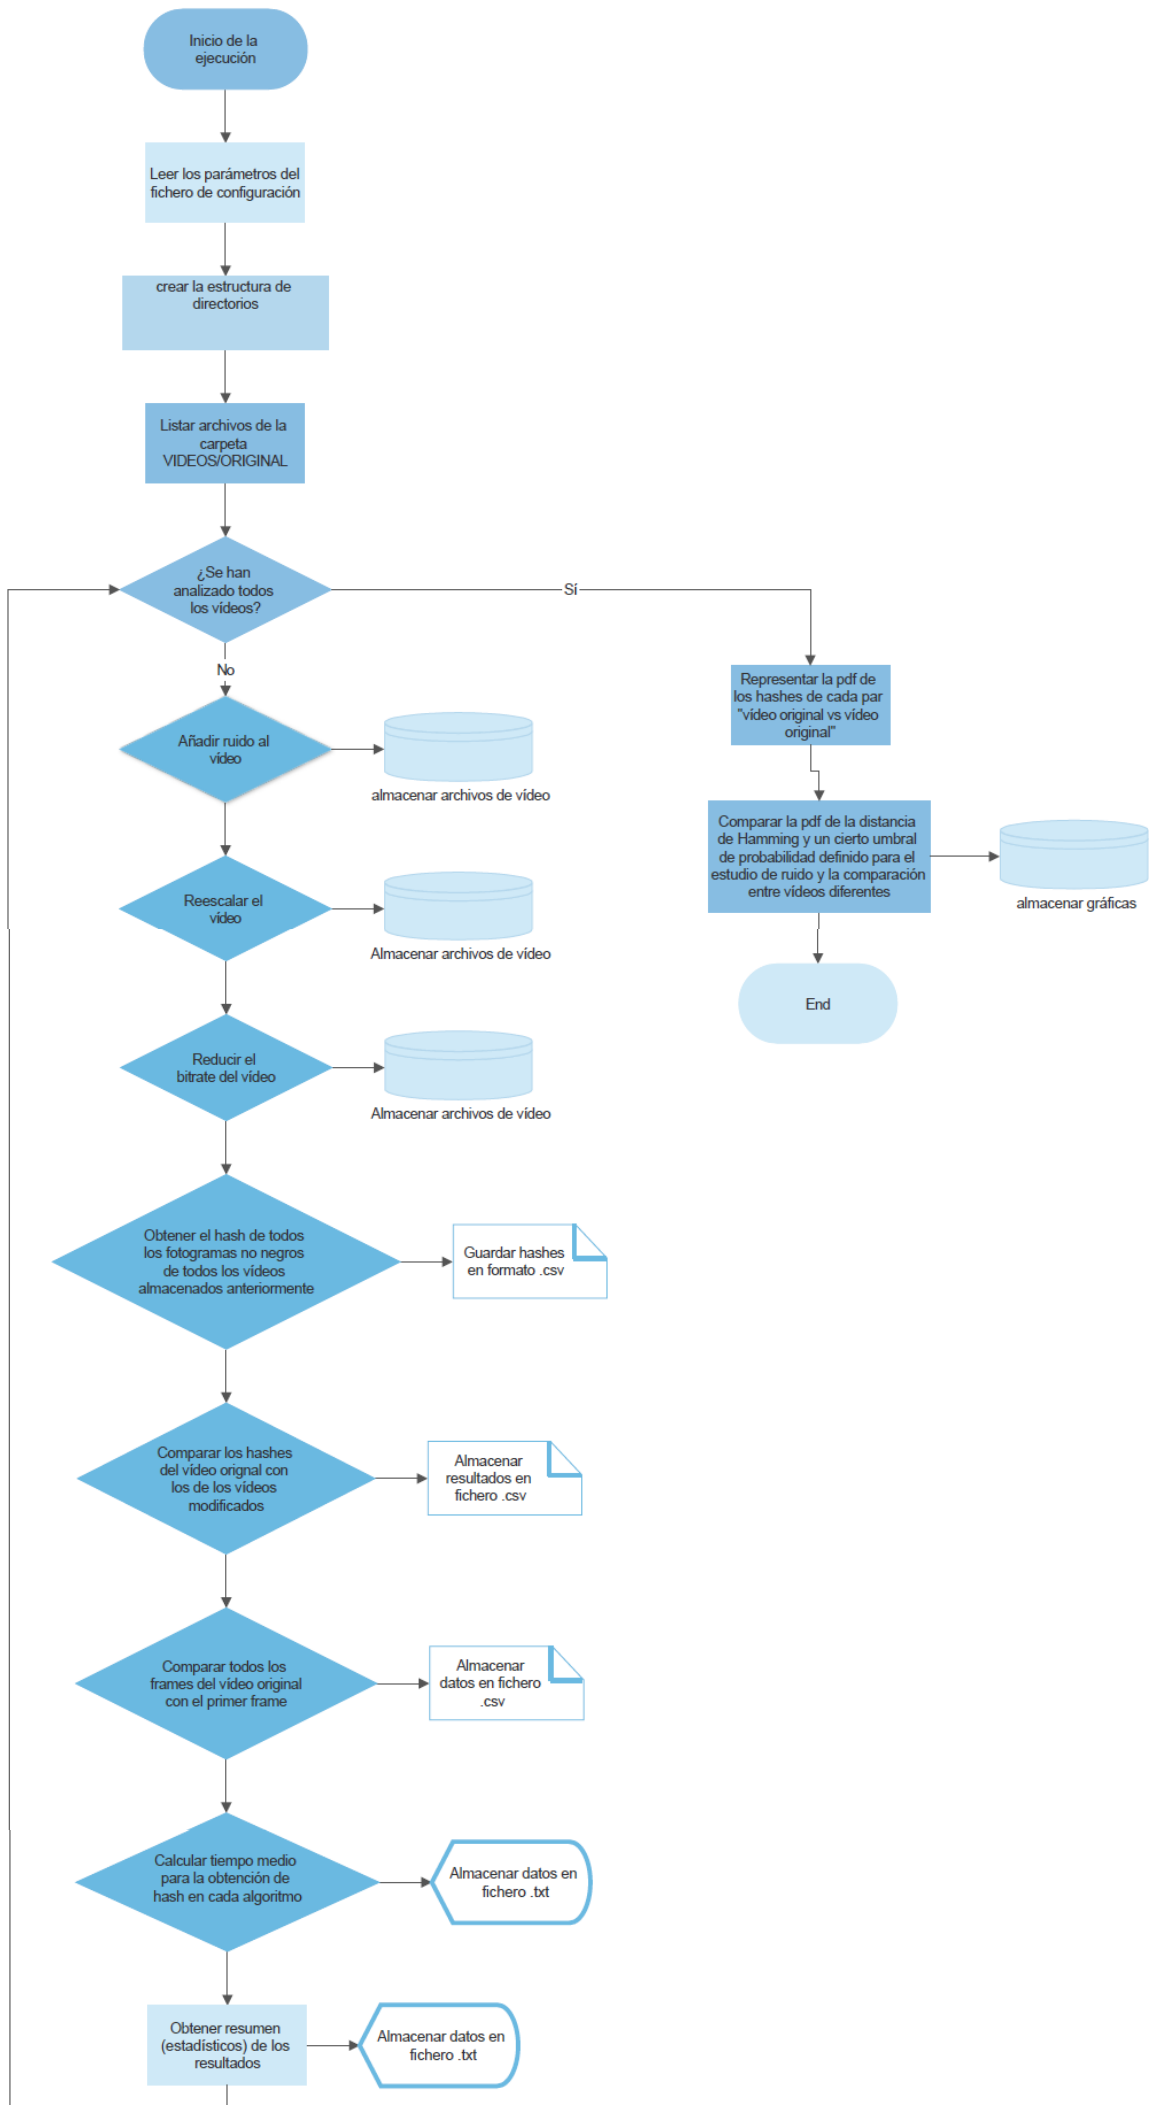 Inicio de la
ejecución
Leer los parámetros del
fichero de configuración
crear la estructura de
directorios
Listar archivos de la
carpeta
VIDEOS/ORIGINAL
¿Se han
analizado todos
los vídeos?
Sí
No
Representar la pdf de
los hashes de cada par
"vídeo original vs vídeo
original"
Añadir ruido al
vídeo
almacenar archivos de vídeo
Comparar la pdf de la distancia
de Hamming y un cierto umbral
de probabilidad definido para el
estudio de ruido y la comparación
entre vídeos diferentes
almacenar gráficas
Reescalar el
vídeo
Almacenar archivos de vídeo
End
Reducir el
bitrate del vídeo
Almacenar archivos de vídeo
Obtener el hash de todos
los fotogramas no negros
de todos los vídeos
almacenados anteriormente
Guardar hashes
en formato .csv
Comparar los hashes
del vídeo orignal con
los de los vídeos
modificados
Almacenar
resultados en
fichero .csv
Comparar todos los
frames del vídeo original
con el primer frame
Almacenar
datos en fichero
.csv
Calcular tiempo medio
para la obtención de
hash en cada algoritmo
Almacenar datos en
fichero .txt
Obtener resumen
(estadísticos) de los
resultados
Almacenar datos en
fichero .txt